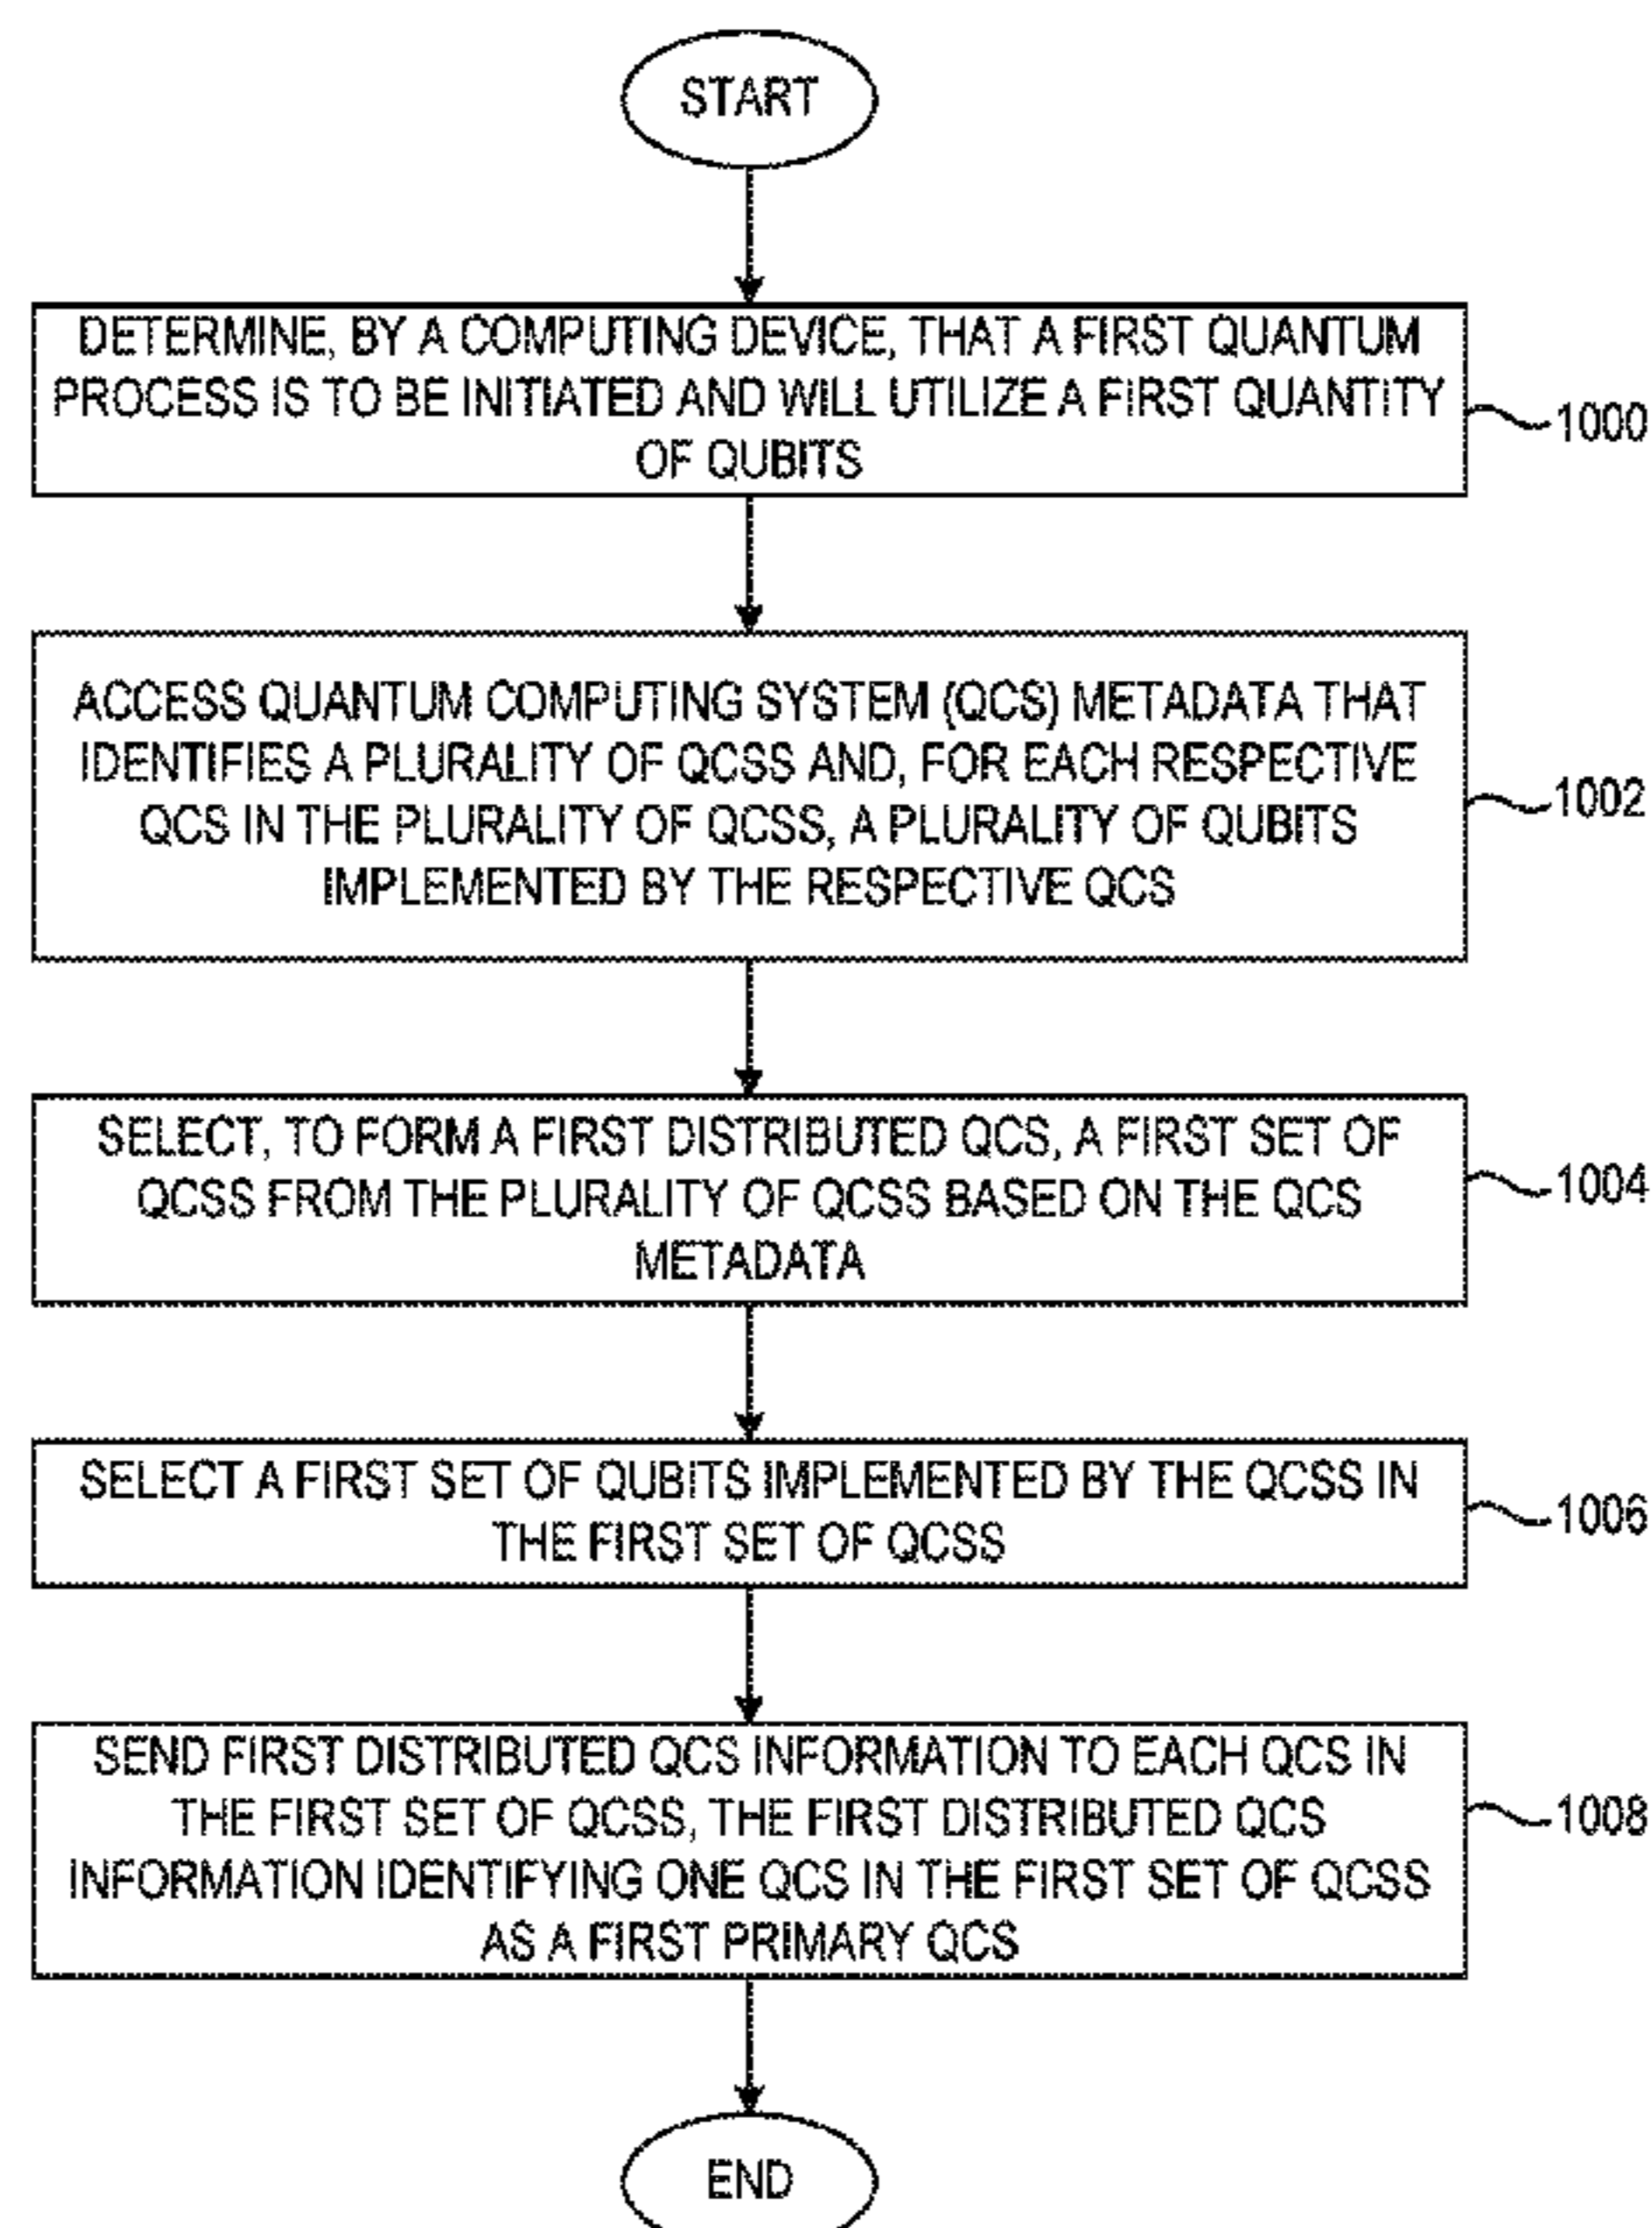 START
DETERMINE, BY A COMPUTING DEVICE, THAT A FIRST QUANTUM
PROCESS IS TO BE INITIATED AND WILL UTILIZE A FIRST QUANTITY
OF QUBITS
1000
ACCESS QUANTUM COMPUTING SYSTEM (QCS) METADATA THAT
IDENTIFIES A PLURALITY OF QCSS AND, FOR EACH RESPECTIVE
QCS IN THE PLURALITY OF QCSS, A PLURALITY OF QUBITS
IMPLEMENTED BY THE RESPECTIVE QCS
1002
SELECT, TO FORM A FIRST DISTRIBUTED QCS, A FIRST SET OF
QCSS FROM THE PLURALITY OF QCSS BASED ON THE QCS
METADATA
1004
SELECT A FIRST SET OF QUBITS IMPLEMENTED BY THE QCSS IN
THE FIRST SET OF QCSS
1006
SEND FIRST DISTRIBUTED QCS INFORMATION TO EACH QCS IN
THE FIRST SET OF QCSS, THE FIRST DISTRIBUTED QCS
INFORMATION IDENTIFYING ONE QCS IN THE FIRST SET OF QCSS
AS A FIRST PRIMARY QCS
1008
END